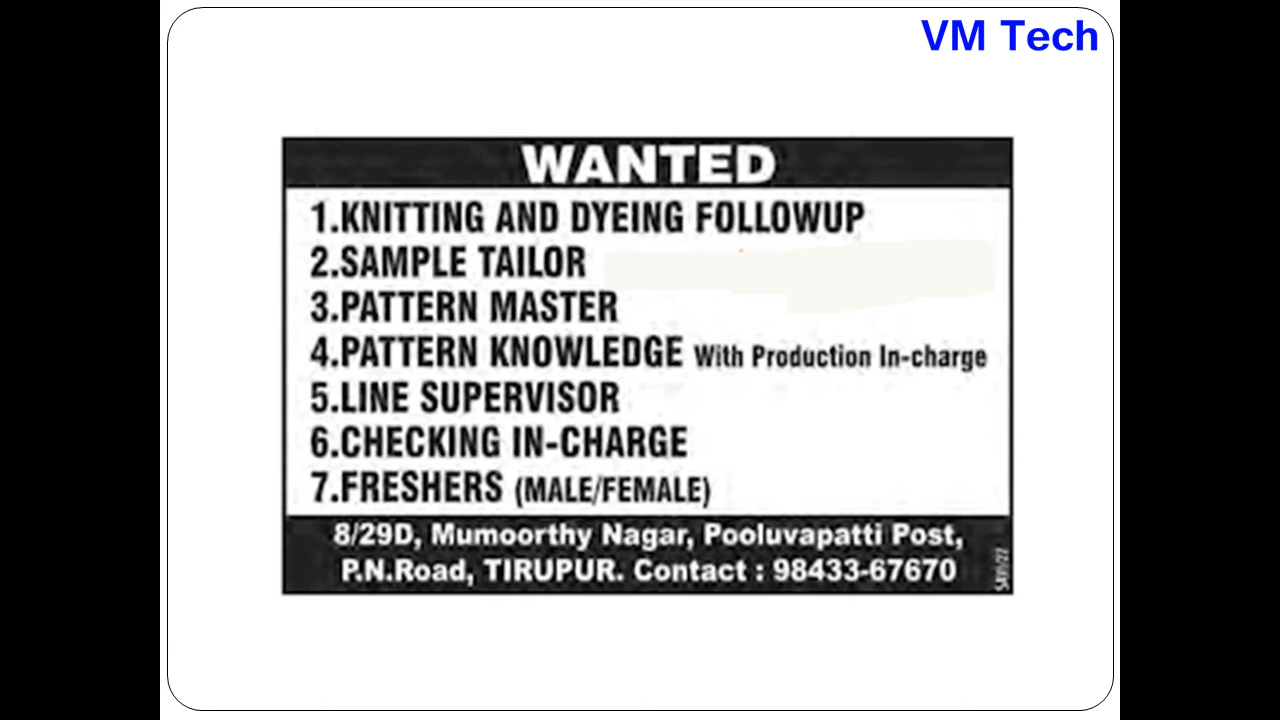 VM Tech
WANTED
1.KNITTING AND DYEING FOLLOWUP
2.SAMPLE TAILOR
3.PATTERN MASTER
4.PATTERN KNOWLEDGE With Production In-charge
5.LINE SUPERVISOR
6.CHECKING IN-CHARGE
7.FRESHERS (MALE/FEMALE)
8/29D, Mumoorthy Nagar, Pooluvapatti Post,
P.N.Road, TIRUPUR. Contact : 98433-67670